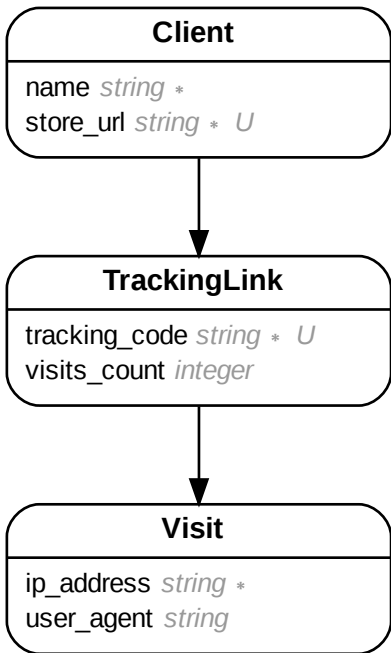 Client
name string *
store_url string * U
TrackingLink
tracking_code string * U
visits_count integer
Visit
ip_address string *
user_agent string